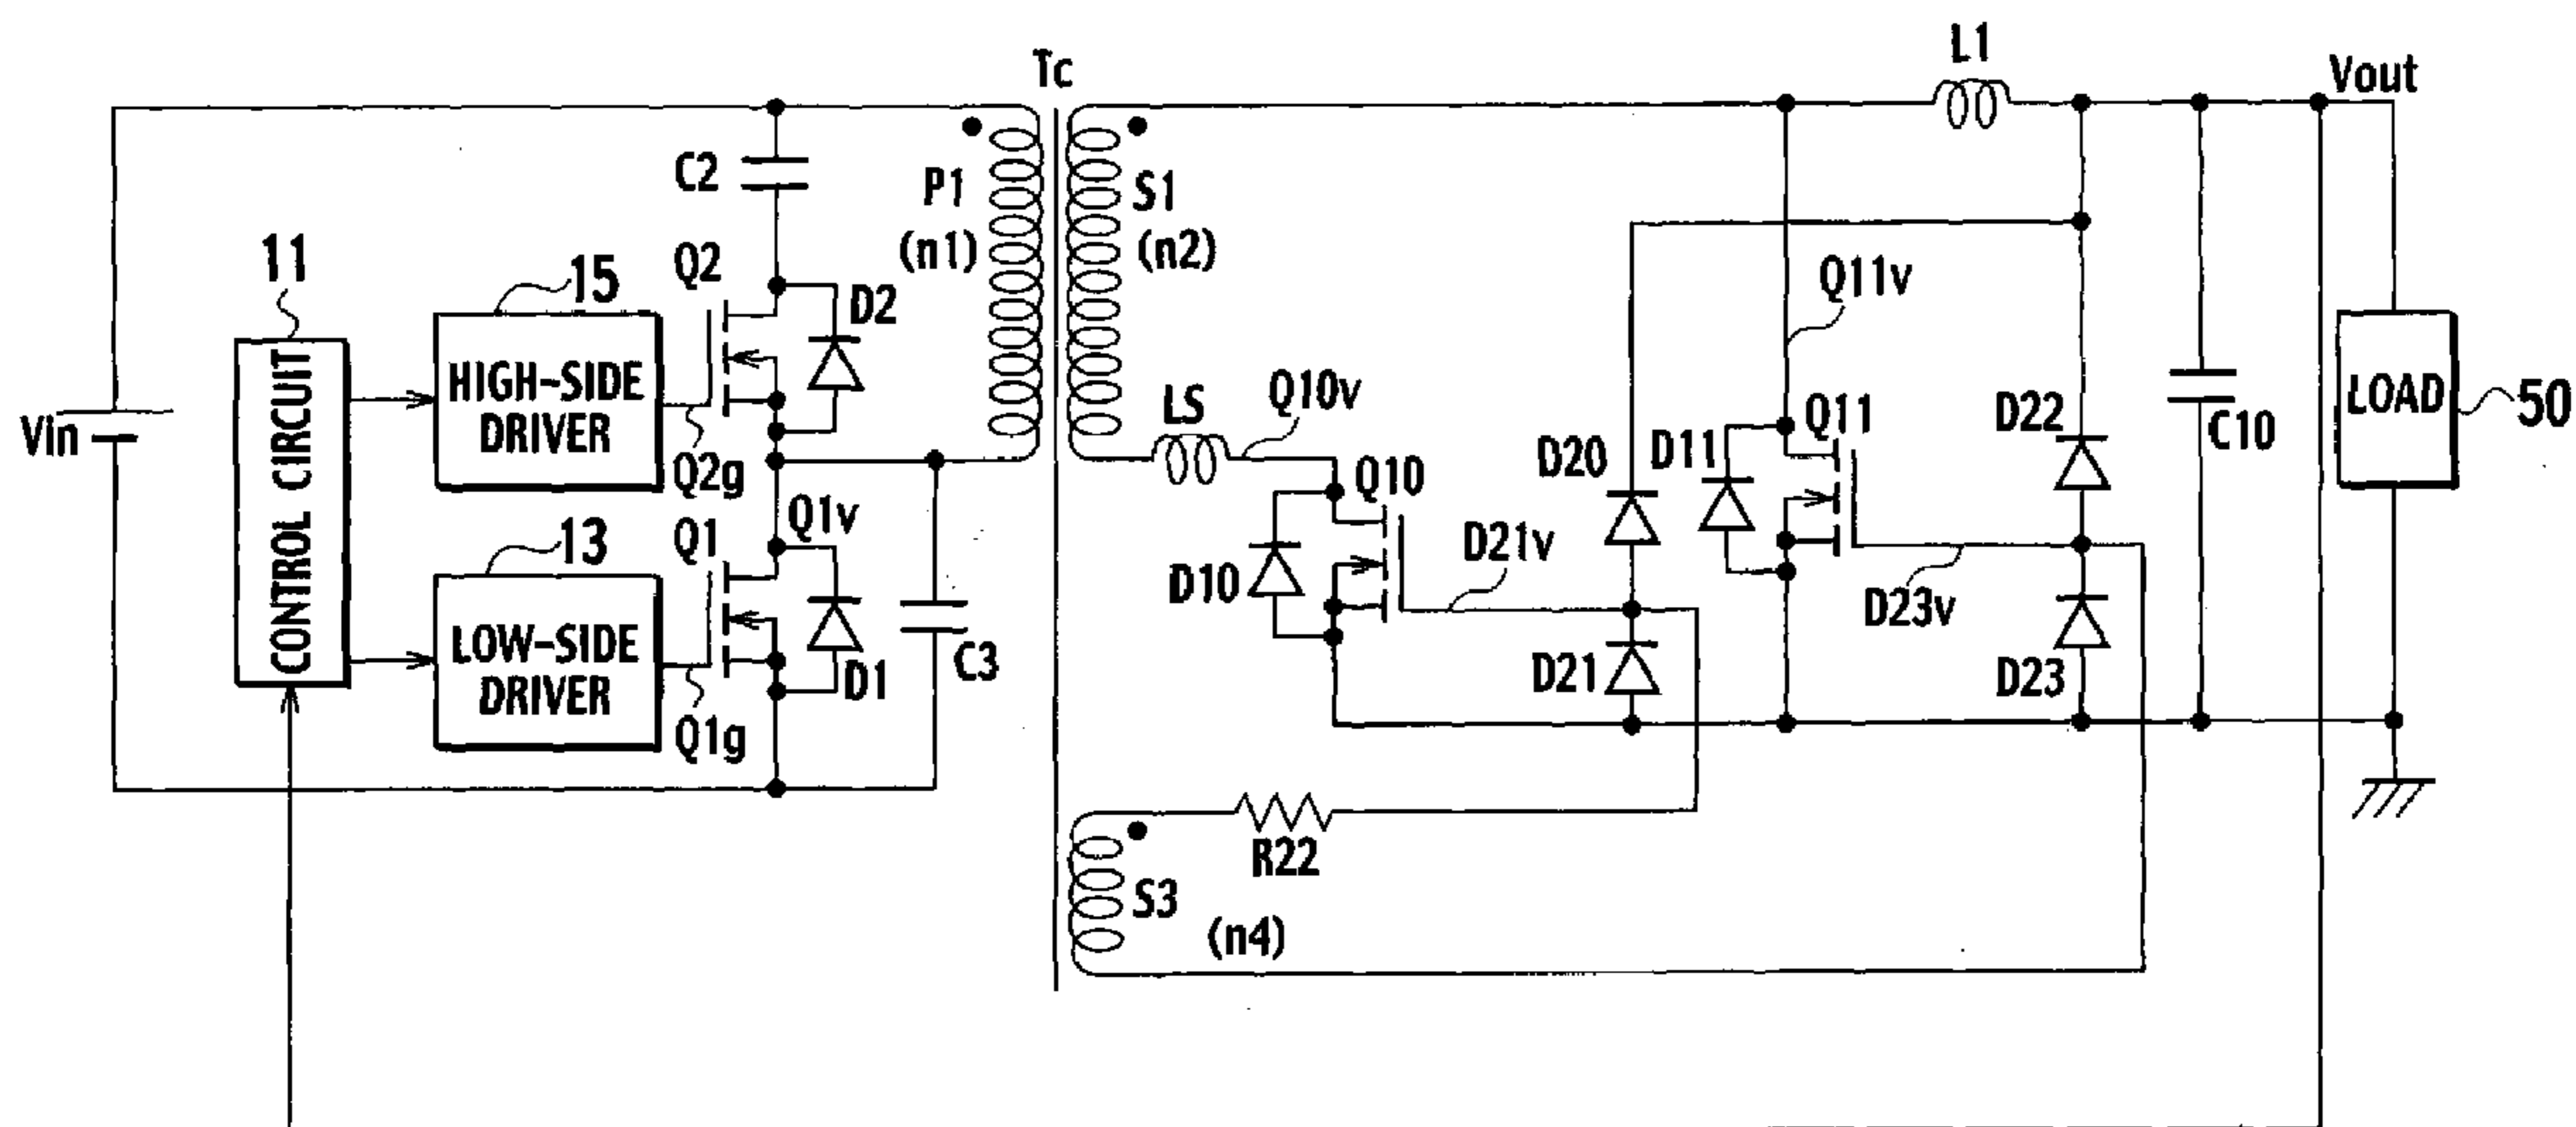 Tc
L1
Vout
C2
P1
(n1)
S1
(n2)
11
15
Q2
D2
Q11v
CONTROL CIRCUIT
HIGH-SIDE
DRIVER
Vin
Q2g
LS
Q10v
Q10
D20
D11
Q11
D22
C10
LOAD
50
13
Q1
Q1v
LOW-SIDE
DRIVER
Q1g
D1
C3
D10
D21v
D21
D23v
D23
R22
S3
(n4)